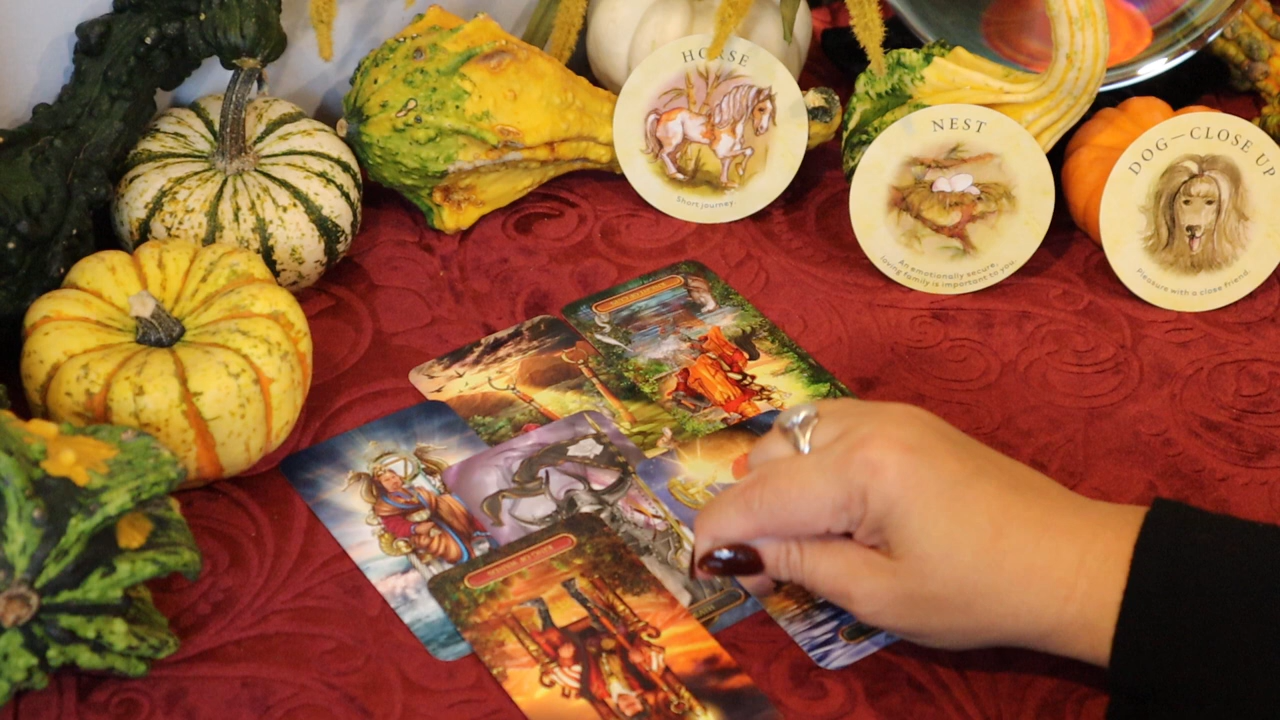 HORSE
Short journey.
NEST
An emotionally secure,
loving family is important to you.
DOG—CLOSE UP
Pleasure with a close friend.